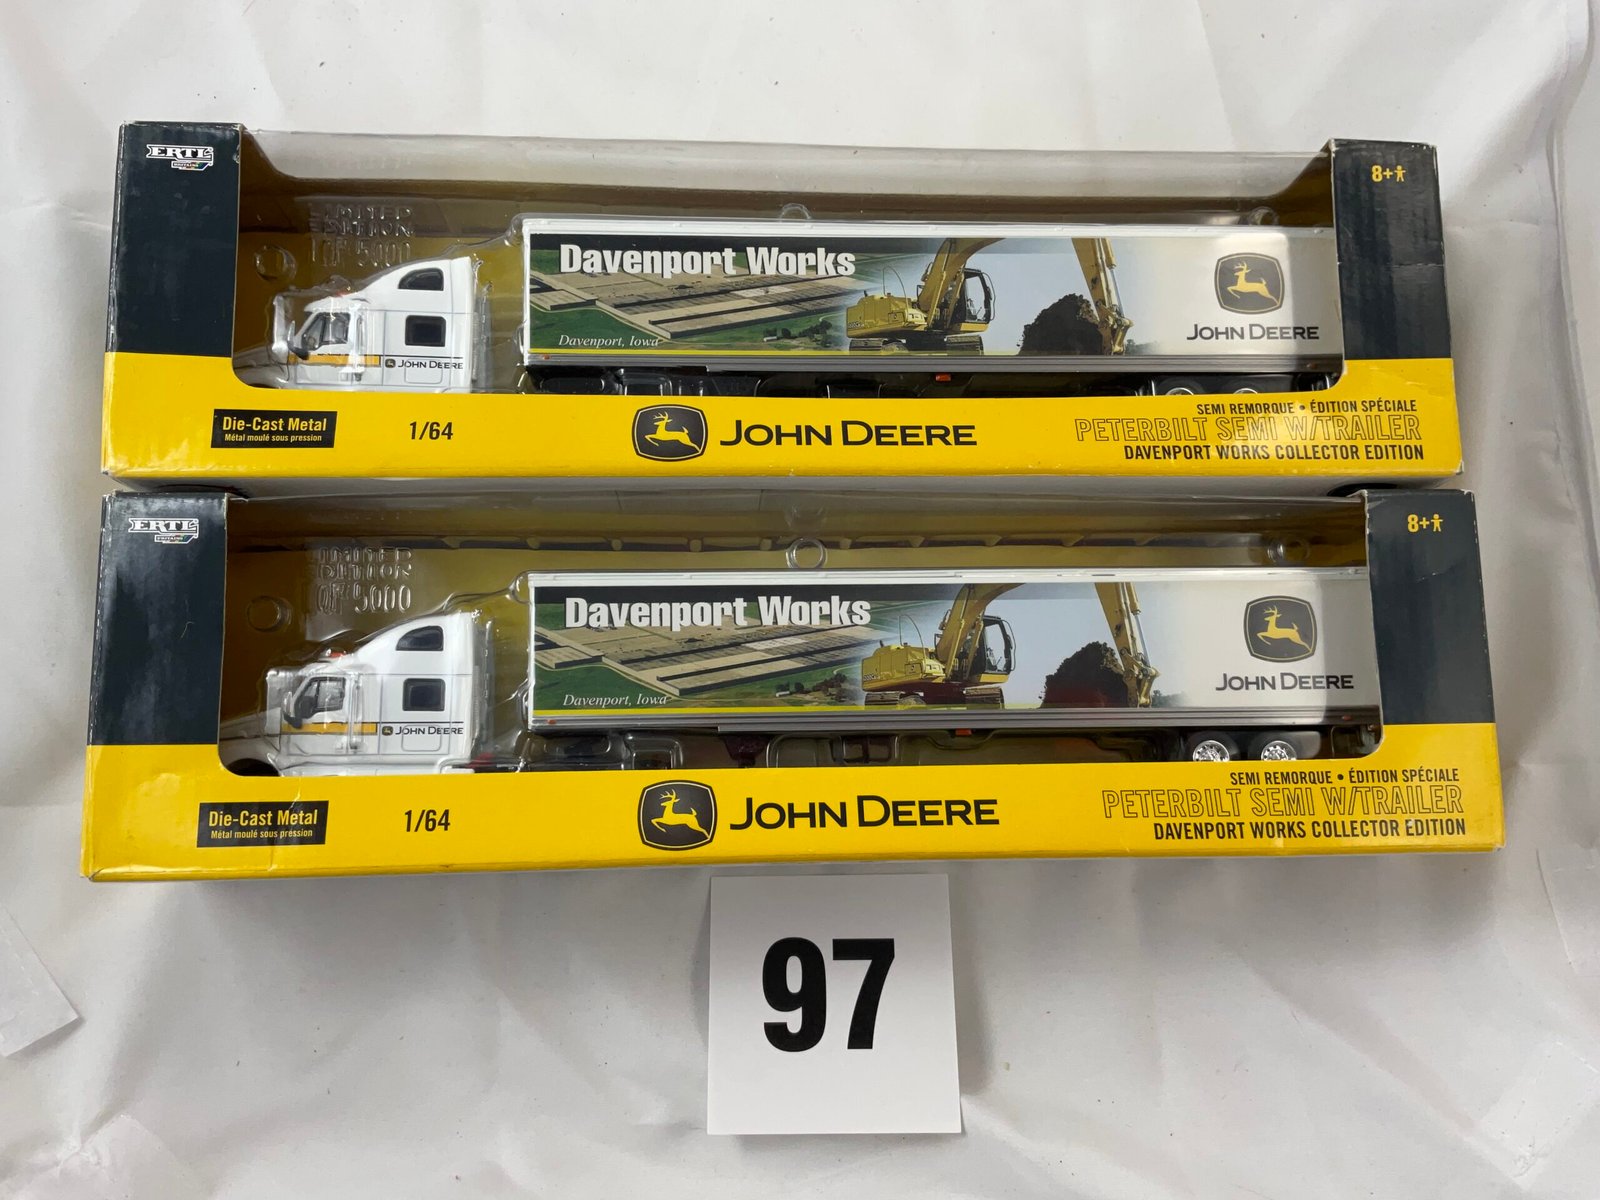 ERTL
BRITAINS
8+
LIMITED
EDITION
OF 5000
Davenport Works
Davenport, Iowa
JOHN DEERE
JOHN DEERE
Die-Cast Metal
Métal moulé sous pression
1/64
JOHN DEERE
SEMI REMORQUE • ÉDITION SPÉCIALE
PETERBILT SEMI W/TRAILER
DAVENPORT WORKS COLLECTOR EDITION
ERTL
BRITAINS
8+
LIMITED
EDITION
OF 5000
Davenport Works
Davenport, Iowa
JOHN DEERE
JOHN DEERE
Die-Cast Metal
Métal moulé sous pression
1/64
JOHN DEERE
SEMI REMORQUE • ÉDITION SPÉCIALE
PETERBILT SEMI W/TRAILER
DAVENPORT WORKS COLLECTOR EDITION
97